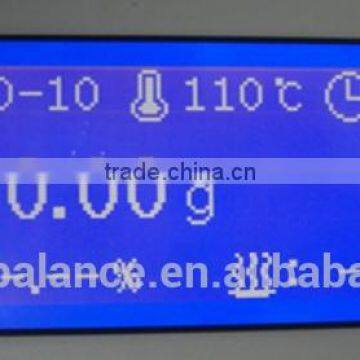 0-10 110℃
trade.china.cn
0.00g
balance.en.alibaba